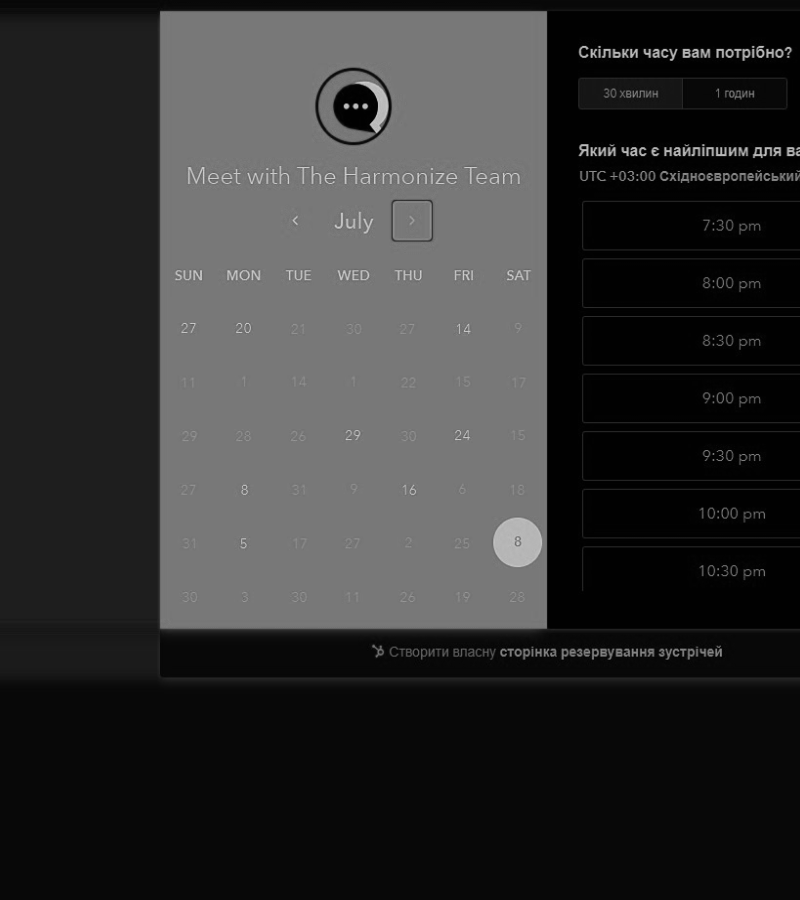 Meet with The Harmonize Team
July
SUN MON TUE WED THU FRI SAT
27 20 21 30 27 14 9
11 1 14 1 22 15 17
29 28 26 29 30 24 15
27 8 31 9 16 6 18
31 5 17 27 2 25 8
30 3 30 11 26 19 28
Скільки часу вам потрібно?
30 хвилин 1 годин
Який час є найліпшим для ва
UTC +03:00 Східноєвропейський
7:30 pm
8:00 pm
8:30 pm
9:00 pm
9:30 pm
10:00 pm
10:30 pm
Створити власну сторінка резервування зустрічей